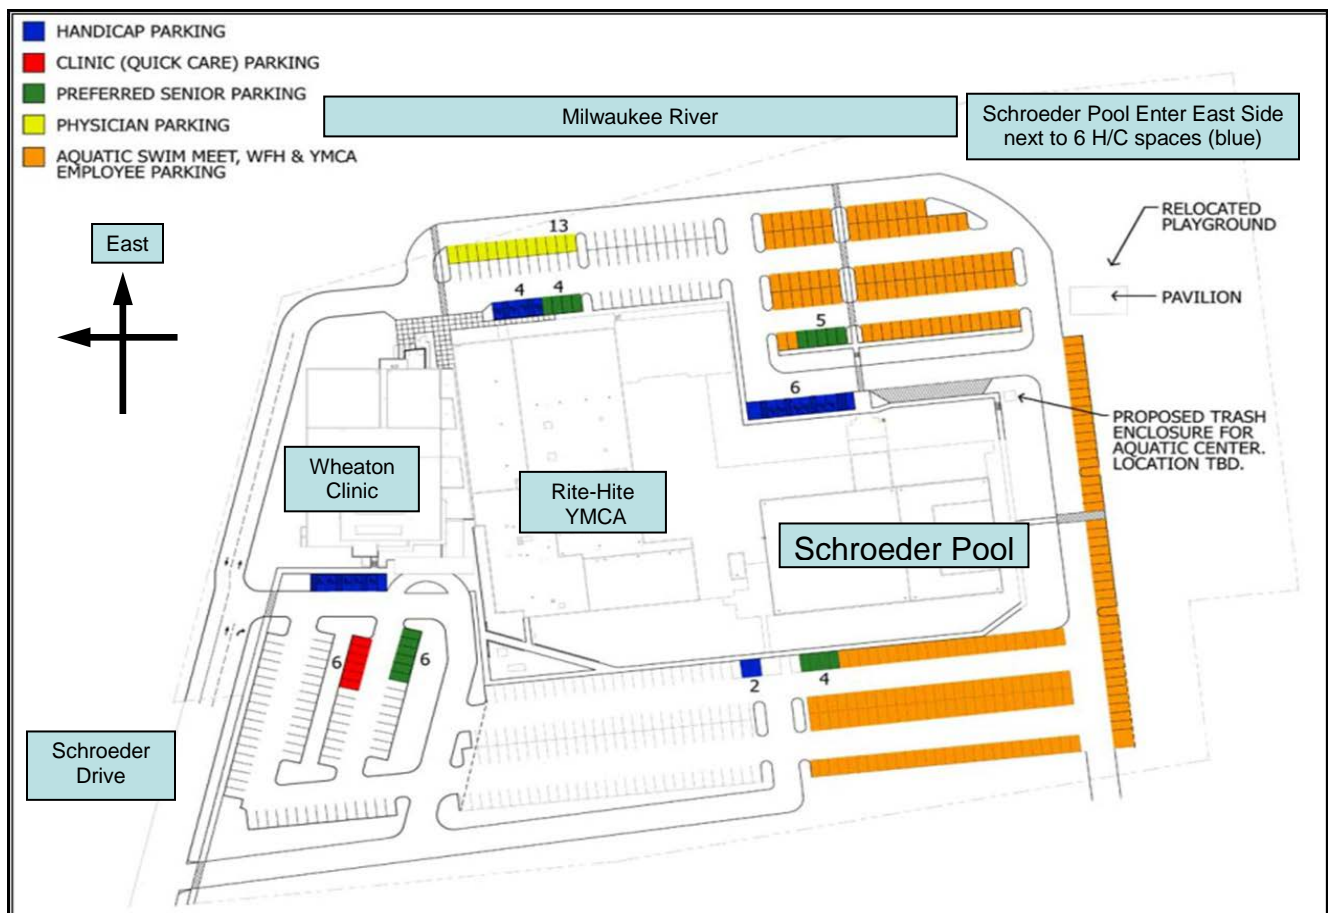 HANDICAP PARKING
CLINIC (QUICK CARE) PARKING
PREFERRED SENIOR PARKING
PHYSICIAN PARKING
AQUATIC SWIM MEET, WFH & YMCA
EMPLOYEE PARKING
Milwaukee River
Schroeder Pool Enter East Side
next to 6 H/C spaces (blue)
East
RELOCATED
PLAYGROUND
PAVILION
13
4
4
5
6
PROPOSED TRASH
ENCLOSURE FOR
AQUATIC CENTER.
LOCATION TBD.
Wheaton
Clinic
Rite-Hite
YMCA
Schroeder Pool
6
6
2
4
Schroeder
Drive